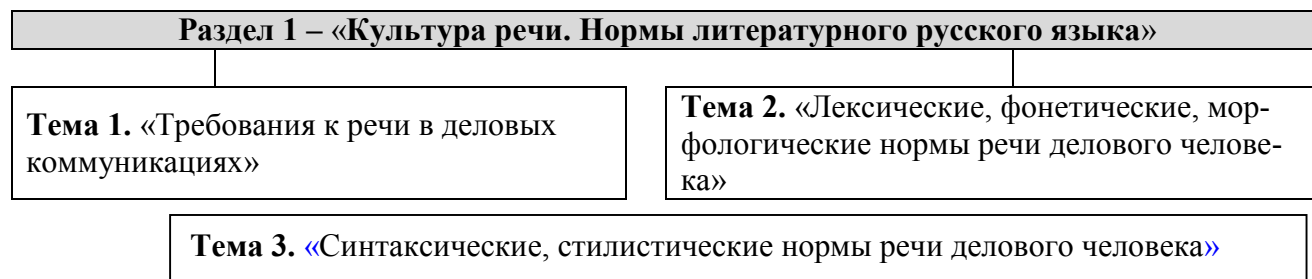 Раздел 1 – «Культура речи. Нормы литературного русского языка»
Тема 1. «Требования к речи в деловых
коммуникациях»
Тема 2. «Лексические, фонетические, мор-
фологические нормы речи делового челове-
ка»
Тема 3. «Синтаксические, стилистические нормы речи делового человека»